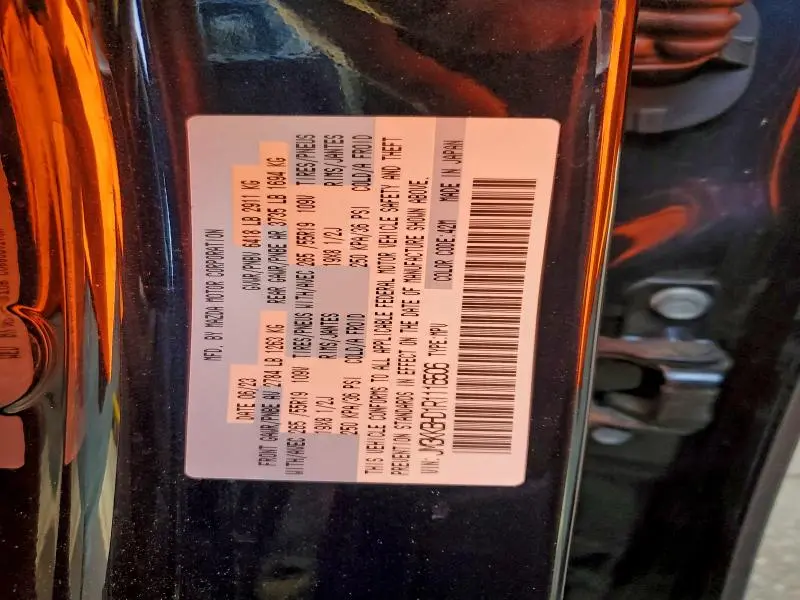 MFD. BY MAZDA MOTOR CORPORATION
DATE 06/23 GVWR/PNBV 6418 LB 2911 KG
FRONT GAWR/PNBE AV 2784 LB 1263 KG REAR GAWR/PNBE AR 3735 LB 1694 KG
WITH/AVEC 265 /55R19 109V TIRES/PNEUS WITH/AVEC 265 /55R19 109V TIRES/PNEUS
19X8 1/2J RIMS/JANTES 19X8 1/2J RIMS/JANTES
250 KPA/36 PSI COLD/A FROID 250 KPA/36 PSI COLD/A FROID
THIS VEHICLE CONFORMS TO ALL APPLICABLE FEDERAL MOTOR VEHICLE SAFETY AND THEFT
PREVENTION STANDARDS IN EFFECT ON THE DATE OF MANUFACTURE SHOWN ABOVE.
VIN: TYPE:MPV COLOR CODE:42M MADE IN JAPAN